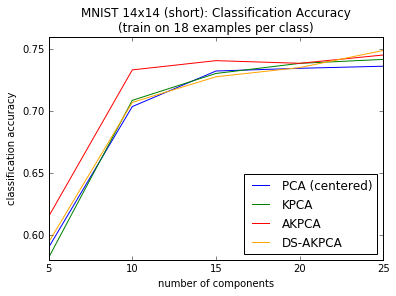 MNIST 14x14 (short): Classification Accuracy
(train on 18 examples per class)
0.75
0.70
0.65
0.60
classification accuracy
PCA (centered)
KPCA
AKPCA
DS-AKPCA
5
10
15
20
25
number of components